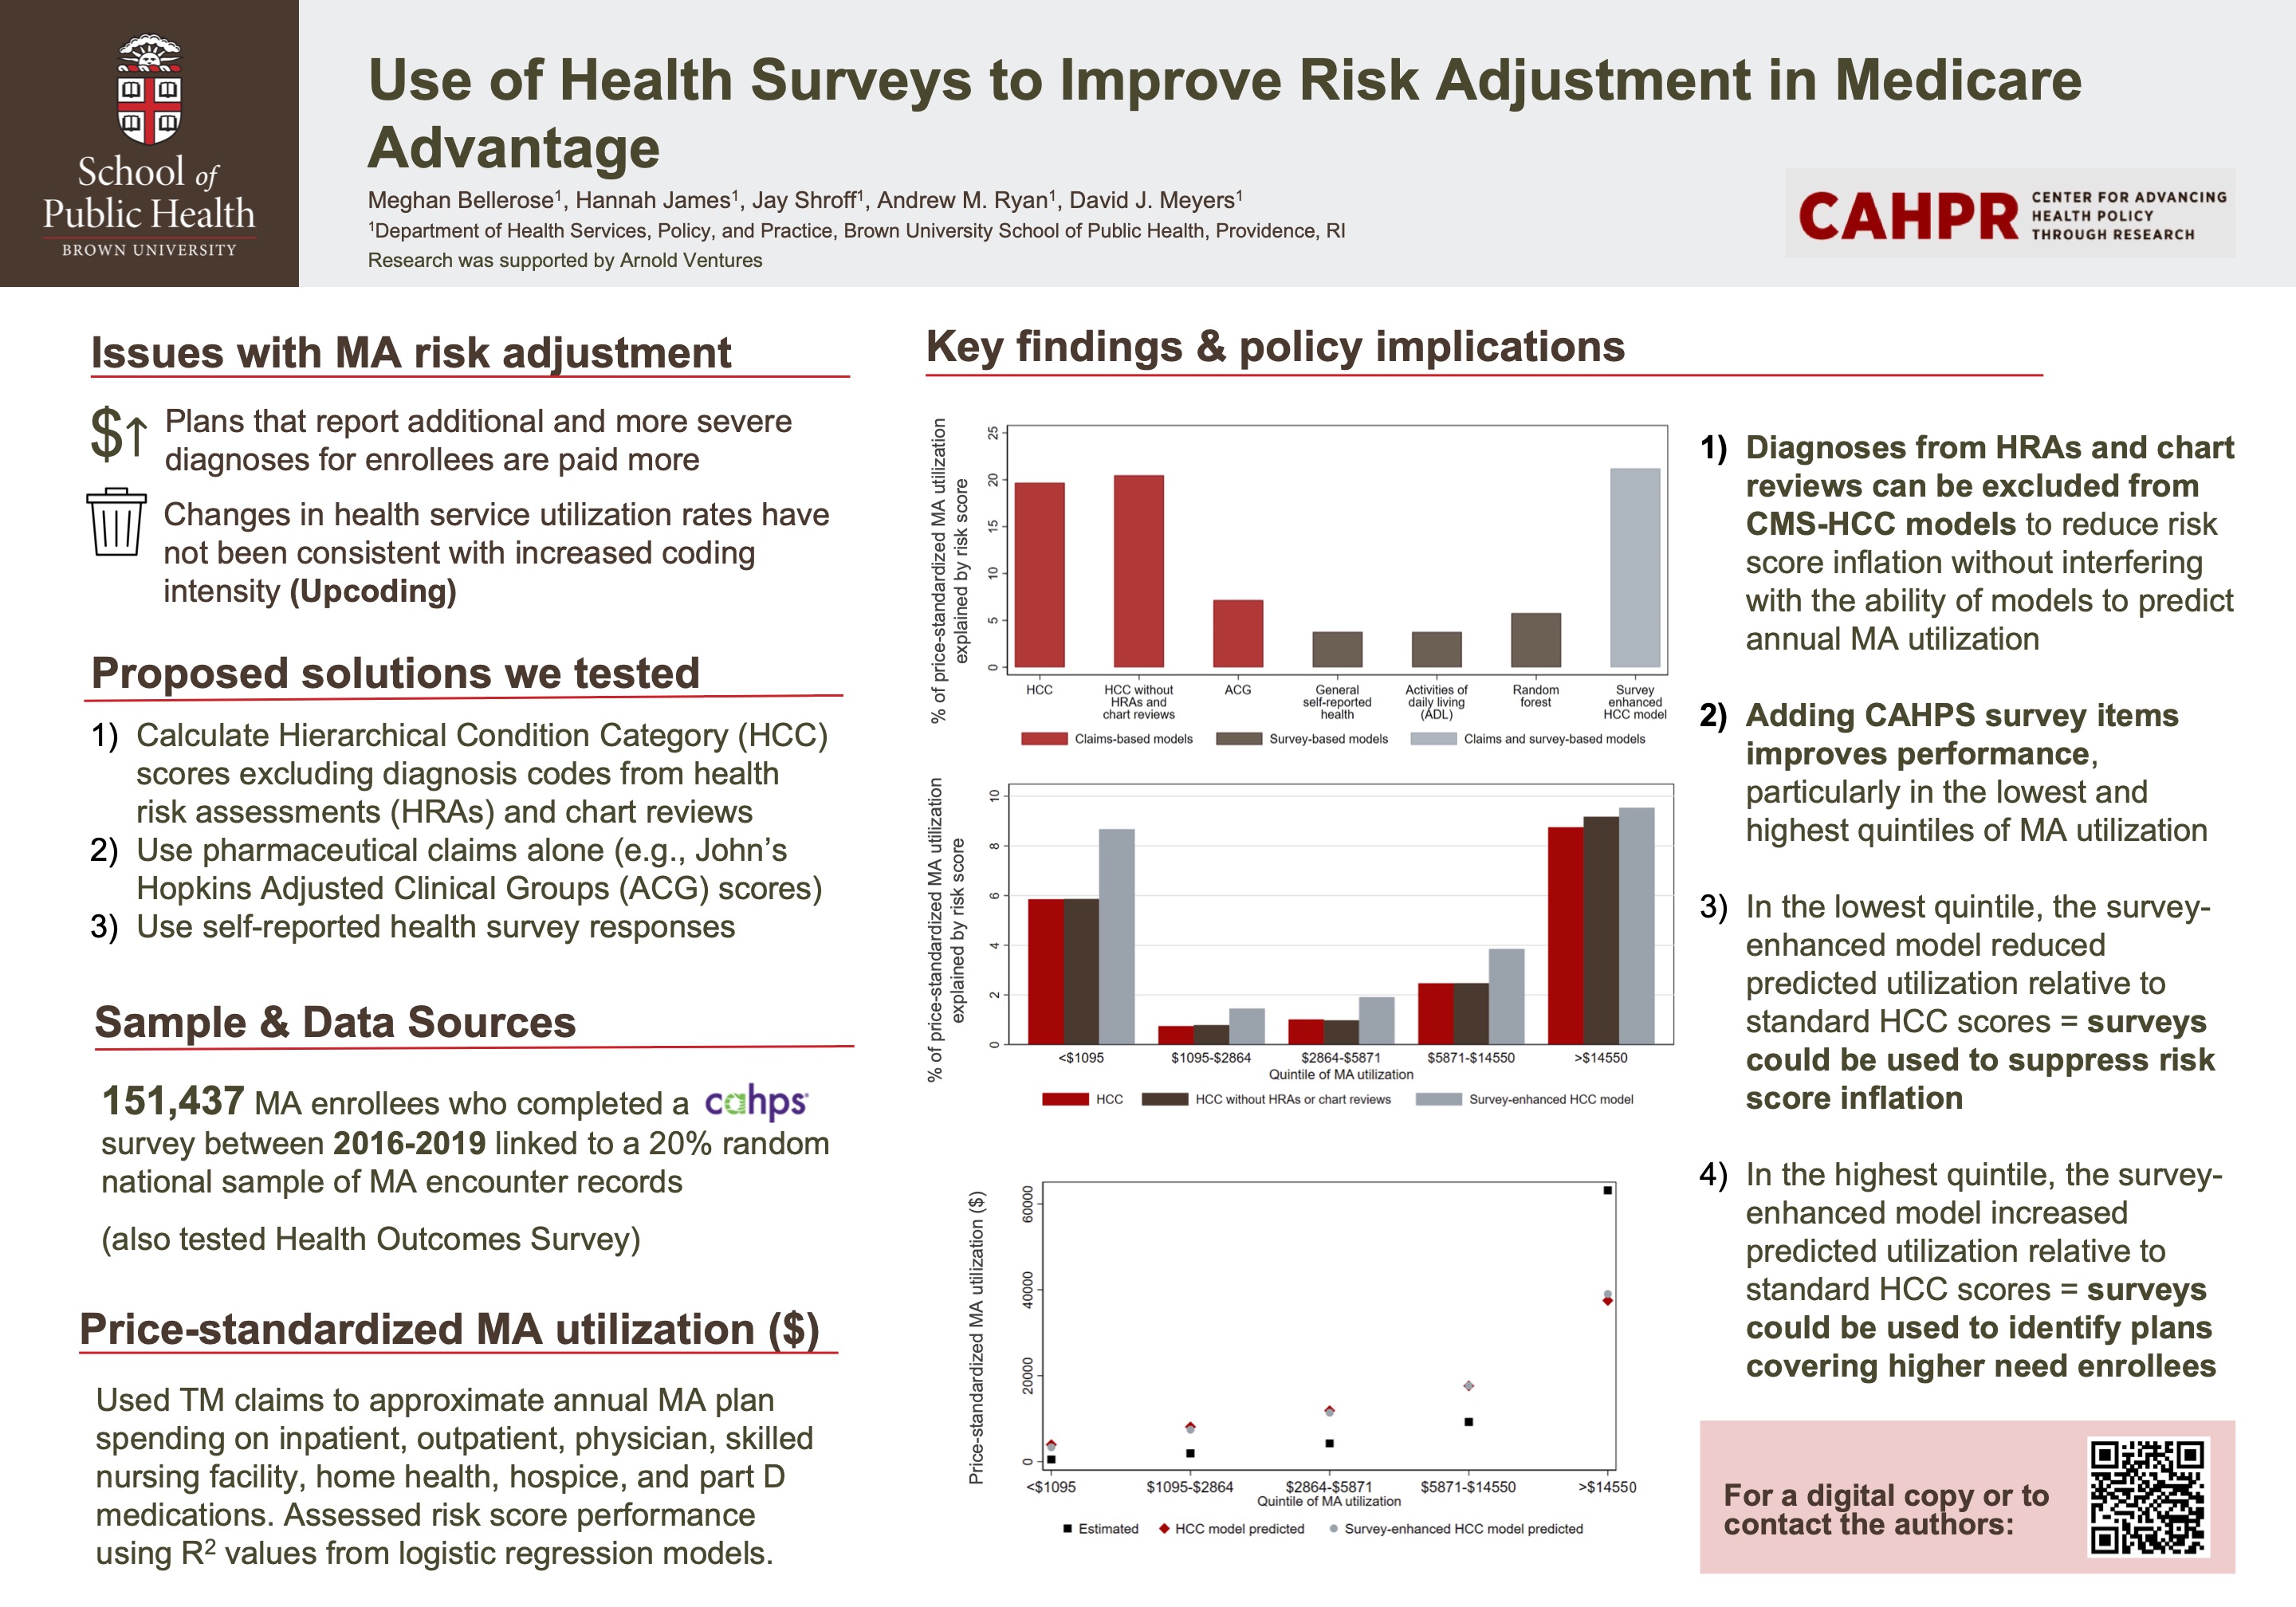 School of
Public Health
BROWN UNIVERSITY
Use of Health Surveys to Improve Risk Adjustment in Medicare
Advantage
Meghan Bellerose¹, Hannah James¹, Jay Shroff¹, Andrew M. Ryan¹, David J. Meyers¹
¹Department of Health Services, Policy, and Practice, Brown University School of Public Health, Providence, RI
Research was supported by Arnold Ventures
CAHPR
CENTER FOR ADVANCING
HEALTH POLICY
THROUGH RESEARCH
Issues with MA risk adjustment
$↑
Plans that report additional and more severe
diagnoses for enrollees are paid more
Changes in health service utilization rates have
not been consistent with increased coding
intensity (Upcoding)
Proposed solutions we tested
1) Calculate Hierarchical Condition Category (HCC)
scores excluding diagnosis codes from health
risk assessments (HRAs) and chart reviews
2) Use pharmaceutical claims alone (e.g., John's
Hopkins Adjusted Clinical Groups (ACG) scores)
3) Use self-reported health survey responses
Sample & Data Sources
151,437 MA enrollees who completed a cahps
survey between 2016-2019 linked to a 20% random
national sample of MA encounter records
(also tested Health Outcomes Survey)
Price-standardized MA utilization ($)
Used TM claims to approximate annual MA plan
spending on inpatient, outpatient, physician, skilled
nursing facility, home health, hospice, and part D
medications. Assessed risk score performance
using R² values from logistic regression models.
Key findings & policy implications
% of price-standardized MA utilization
explained by risk score
25
20
15
10
5
0
HCC
HCC without
HRAs and
chart reviews
ACG
General
self-reported
health
Activities of
daily living
(ADL)
Random
forest
Survey
enhanced
HCC model
Claims-based models
Survey-based models
Claims and survey-based models
% of price-standardized MA utilization
explained by risk score
10
8
6
4
2
0
<$1095
$1095-$2864
$2864-$5871
$5871-$14550
>$14550
Quintile of MA utilization
HCC
HCC without HRAs or chart reviews
Survey-enhanced HCC model
Price-standardized MA utilization ($)
60000
40000
20000
0
<$1095
$1095-$2864
$2864-$5871
$5871-$14550
>$14550
Quintile of MA utilization
Estimated
HCC model predicted
Survey-enhanced HCC model predicted
1) Diagnoses from HRAs and chart
reviews can be excluded from
CMS-HCC models to reduce risk
score inflation without interfering
with the ability of models to predict
annual MA utilization
2) Adding CAHPS survey items
improves performance,
particularly in the lowest and
highest quintiles of MA utilization
3) In the lowest quintile, the survey-
enhanced model reduced
predicted utilization relative to
standard HCC scores = surveys
could be used to suppress risk
score inflation
4) In the highest quintile, the survey-
enhanced model increased
predicted utilization relative to
standard HCC scores = surveys
could be used to identify plans
covering higher need enrollees
For a digital copy or to
contact the authors: